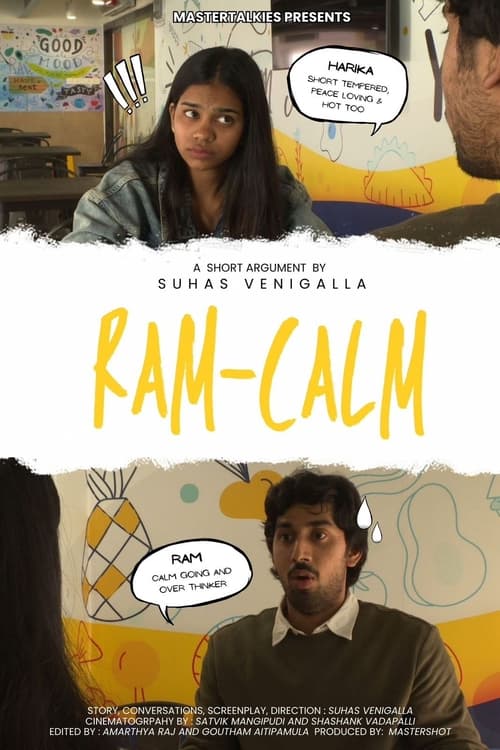 MASTERTALKIES PRESENTS
GOOD
MOOD
TASTY
!!!
HARIKA
SHORT TEMPERED,
PEACE LOVING &
HOT TOO
A SHORT ARGUMENT BY
SUHAS VENIGALLA
RAM-CALM
RAM
CALM GOING AND
OVER THINKER
STORY, CONVERSATIONS, SCREENPLAY, DIRECTION : SUHAS VENIGALLA
CINEMATOGRPAHY BY : SATVIK MANGIPUDI AND SHASHANK VADAPALLI
EDITED BY : AMARTHYA RAJ AND GOUTHAM AITIPAMULA PRODUCED BY: MASTERSHOT